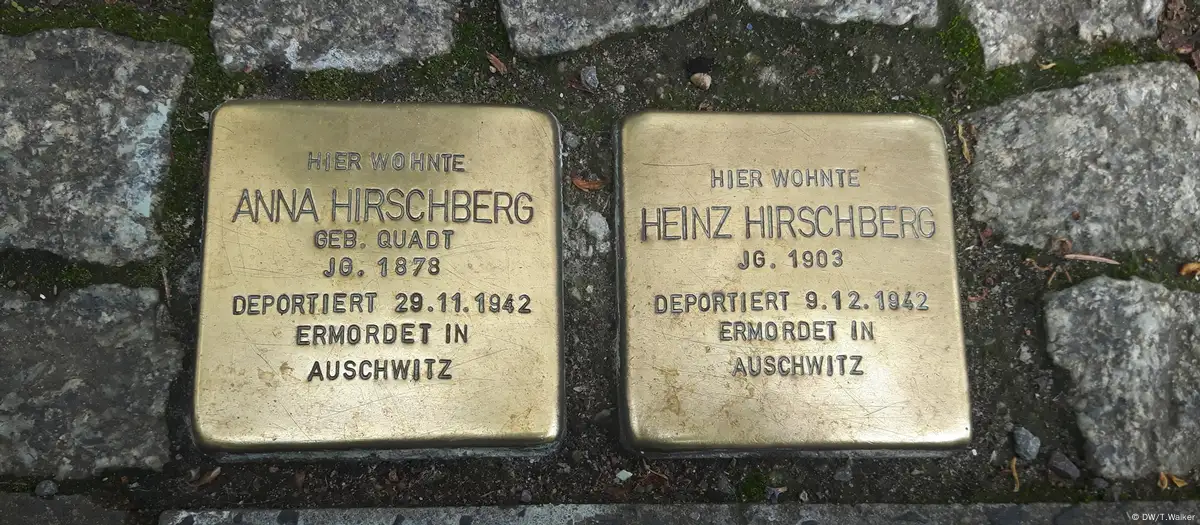 HIER WOHNTE
ANNA HIRSCHBERG
GEB. QUADT
JG. 1878
DEPORTIERT 29.11.1942
ERMORDET IN
AUSCHWITZ
HIER WOHNTE
HEINZ HIRSCHBERG
JG. 1903
DEPORTIERT 9.12.1942
ERMORDET IN
AUSCHWITZ
© DW/T.Walker